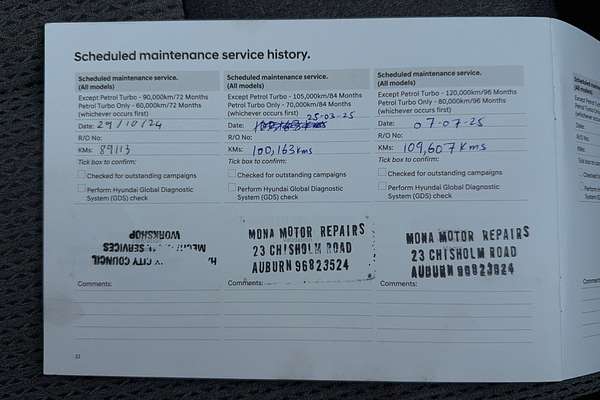 Scheduled maintenance service history.
Scheduled maintenance service.
(All models)
Except Petrol Turbo - 90,000km/72 Months
Petrol Turbo Only - 60,000km/72 Months
(whichever occurs first)
Date: 29/10/24
R/O No:
KMs: 89113
Tick box to confirm:
Checked for outstanding campaigns
Perform Hyundai Global Diagnostic
System (GDS) check
CITY COUNCIL
SERVICES
WORKSHOP
Comments:
Scheduled maintenance service.
(All models)
Except Petrol Turbo - 105,000km/84 Months
Petrol Turbo Only - 70,000km/84 Months
(whichever occurs first)
25-03-25
Date:
R/O No:
KMs: 100,163kms
Tick box to confirm:
Checked for outstanding campaigns
Perform Hyundai Global Diagnostic
System (GDS) check
MONA MOTOR REPAIRS
23 CHISHOLM ROAD
AUBURN 96823524
Comments:
Scheduled maintenance service.
(All models)
Except Petrol Turbo - 120,000km/96 Months
Petrol Turbo Only - 80,000km/96 Months
(whichever occurs first)
Date: 07-07-25
R/O No:
KMs: 109,607 Kms
Tick box to confirm:
Checked for outstanding campaigns
Perform Hyundai Global Diagnostic
System (GDS) check
MONA MOTOR REPAIRS
23 CHISHOLM ROAD
AUBURN 96823524
Comments: